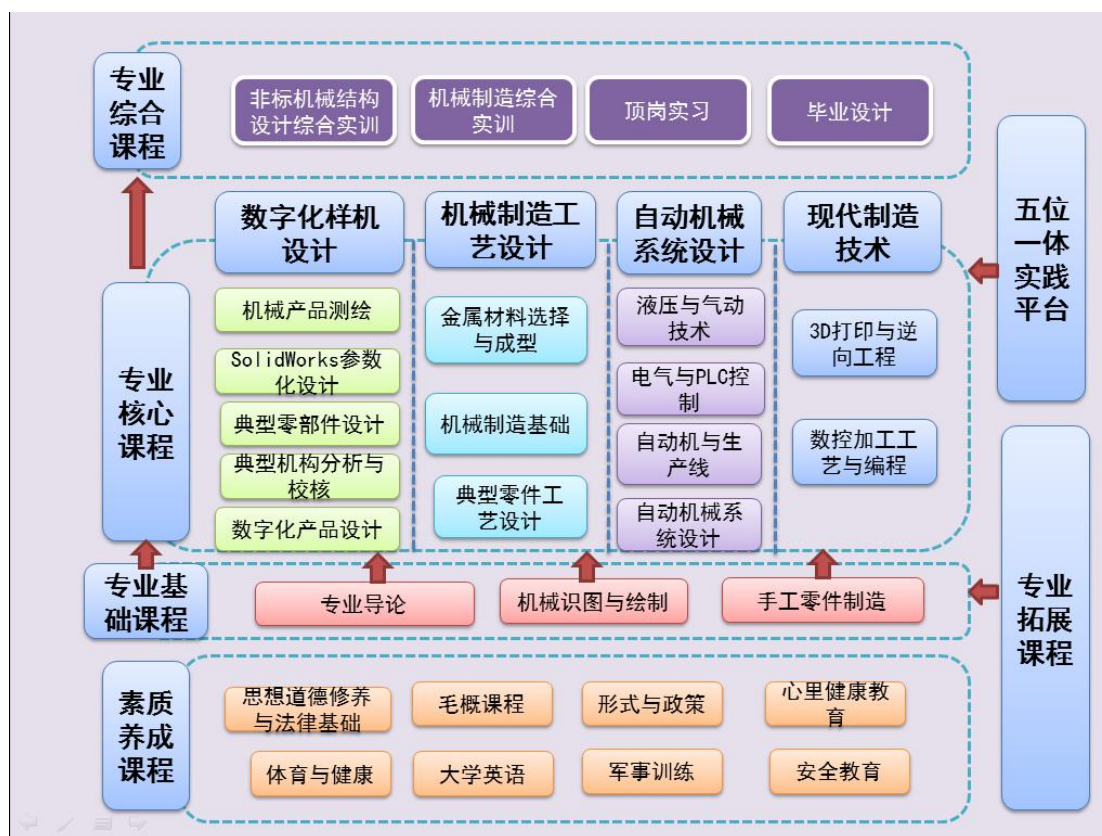 专业
综合
课程
非标机械结构
设计综合实训
机械制造综合
实训
顶岗实习
毕业设计
五位
一体
实践
平台
数字化样机
设计
机械制造工
艺设计
自动机械
系统设计
现代制造
技术
专业
核心
课程
机械产品测绘
SolidWorks参数
化设计
典型零部件设计
典型机构分析与
校核
数字化产品设计
金属材料选择
与成型
机械制造基础
典型零件工
艺设计
液压与气动
技术
电气与PLC控
制
自动机与生
产线
自动机械系
统设计
3D打印与逆
向工程
数控加工工
艺与编程
专业基
础课程
专业导论
机械识图与绘制
手工零件制造
专业
拓展
课程
素质
养成
课程
思想道德修养
与法律基础
毛概课程
形式与政策
心里健康教
育
体育与健康
大学英语
军事训练
安全教育